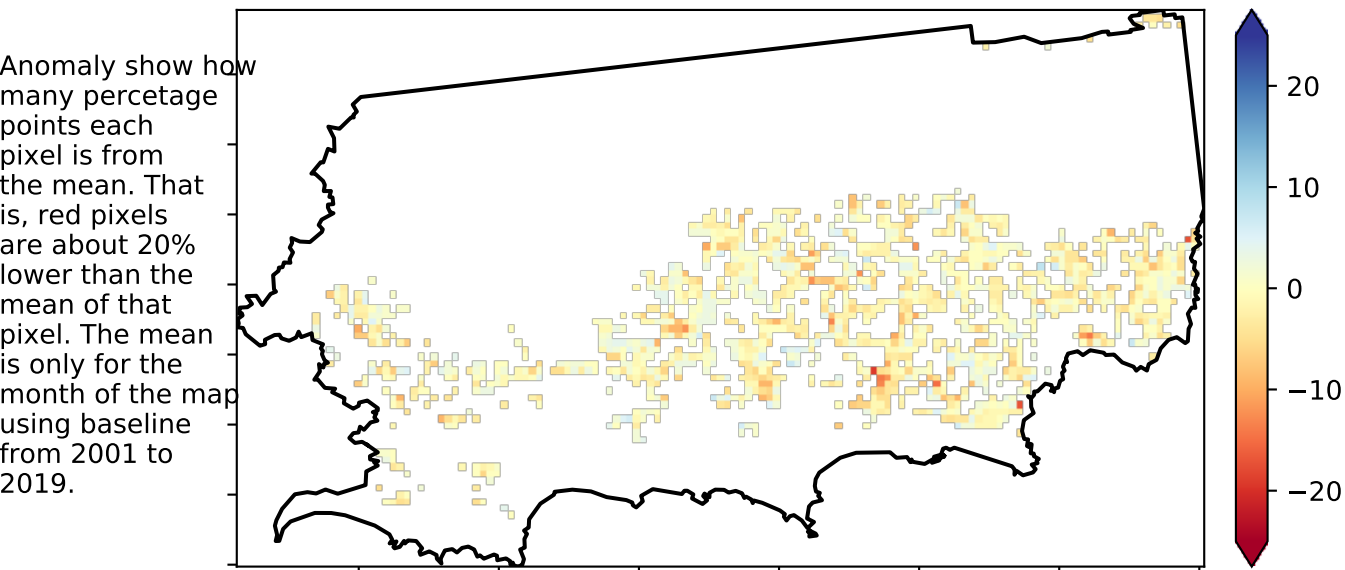 Anomaly show how
many percetage
points each
pixel is from
the mean. That
is, red pixels
are about 20%
lower than the
mean of that
pixel. The mean
is only for the
month of the map
using baseline
from 2001 to
2019.
20
10
0
−10
−20